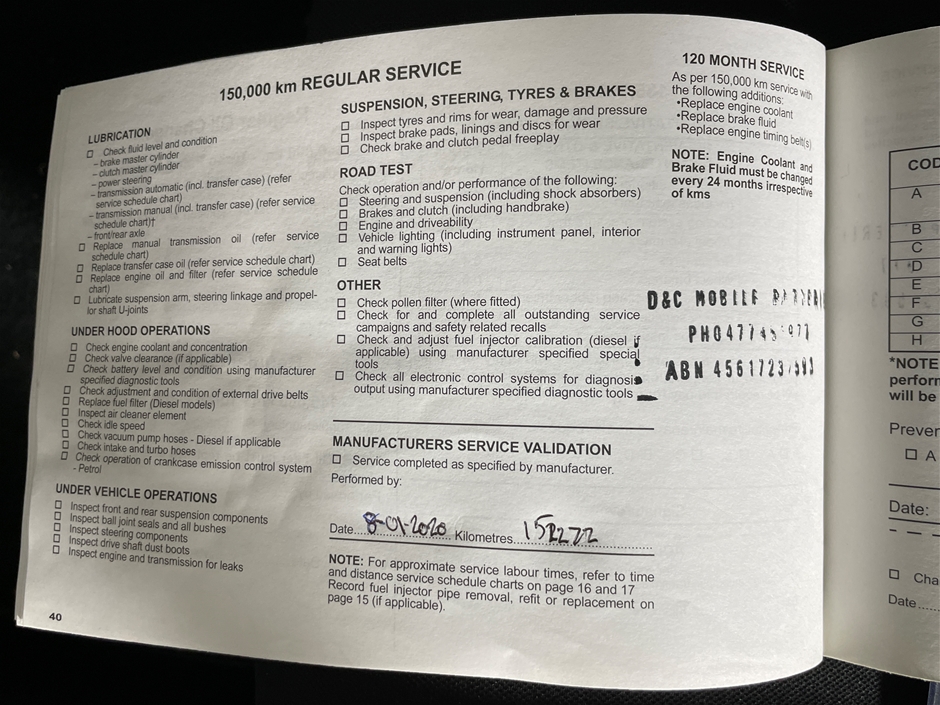 150,000 km REGULAR SERVICE
LUBRICATION
☐ Check fluid level and condition
– brake master cylinder
– clutch master cylinder
– power steering
– transmission automatic (incl. transfer case) (refer
service schedule chart)
– transmission manual (incl. transfer case) (refer service
schedule chart)†
– front/rear axle
☐ Replace manual transmission oil (refer service
schedule chart)
☐ Replace transfer case oil (refer service schedule chart)
☐ Replace engine oil and filter (refer service schedule
chart)
☐ Lubricate suspension arm, steering linkage and propel-
lor shaft U-joints
UNDER HOOD OPERATIONS
☐ Check engine coolant and concentration
☐ Check valve clearance (if applicable)
☐ Check battery level and condition using manufacturer
specified diagnostic tools
☐ Check adjustment and condition of external drive belts
☐ Replace fuel filter (Diesel models)
☐ Inspect air cleaner element
☐ Check idle speed
☐ Check vacuum pump hoses - Diesel if applicable
☐ Check intake and turbo hoses
☐ Check operation of crankcase emission control system
- Petrol
UNDER VEHICLE OPERATIONS
☐ Inspect front and rear suspension components
☐ Inspect ball joint seals and all bushes
☐ Inspect steering components
☐ Inspect drive shaft dust boots
☐ Inspect engine and transmission for leaks
40
SUSPENSION, STEERING, TYRES & BRAKES
☐ Inspect tyres and rims for wear, damage and pressure
☐ Inspect brake pads, linings and discs for wear
☐ Check brake and clutch pedal freeplay
ROAD TEST
Check operation and/or performance of the following:
☐ Steering and suspension (including shock absorbers)
☐ Brakes and clutch (including handbrake)
☐ Engine and driveability
☐ Vehicle lighting (including instrument panel, interior
and warning lights)
☐ Seat belts
OTHER
☐ Check pollen filter (where fitted)
☐ Check for and complete all outstanding service
campaigns and safety related recalls
☐ Check and adjust fuel injector calibration (diesel if
applicable) using manufacturer specified special
tools
☐ Check all electronic control systems for diagnosis
output using manufacturer specified diagnostic tools
MANUFACTURERS SERVICE VALIDATION
☐ Service completed as specified by manufacturer.
Performed by:
Date 8-01-2020 Kilometres 152272
NOTE: For approximate service labour times, refer to time
and distance service schedule charts on page 16 and 17
Record fuel injector pipe removal, refit or replacement on
page 15 (if applicable).
120 MONTH SERVICE
As per 150,000 km service with
the following additions:
•Replace engine coolant
•Replace brake fluid
•Replace engine timing belt(s)
NOTE: Engine Coolant and
Brake Fluid must be changed
every 24 months irrespective
of kms
D&C MOBILE
ABN
COD
A
B
C
D
E
F
G
H
*NOTE
perform
will be
Preven
☐ A
Date:
☐ Cha
Date